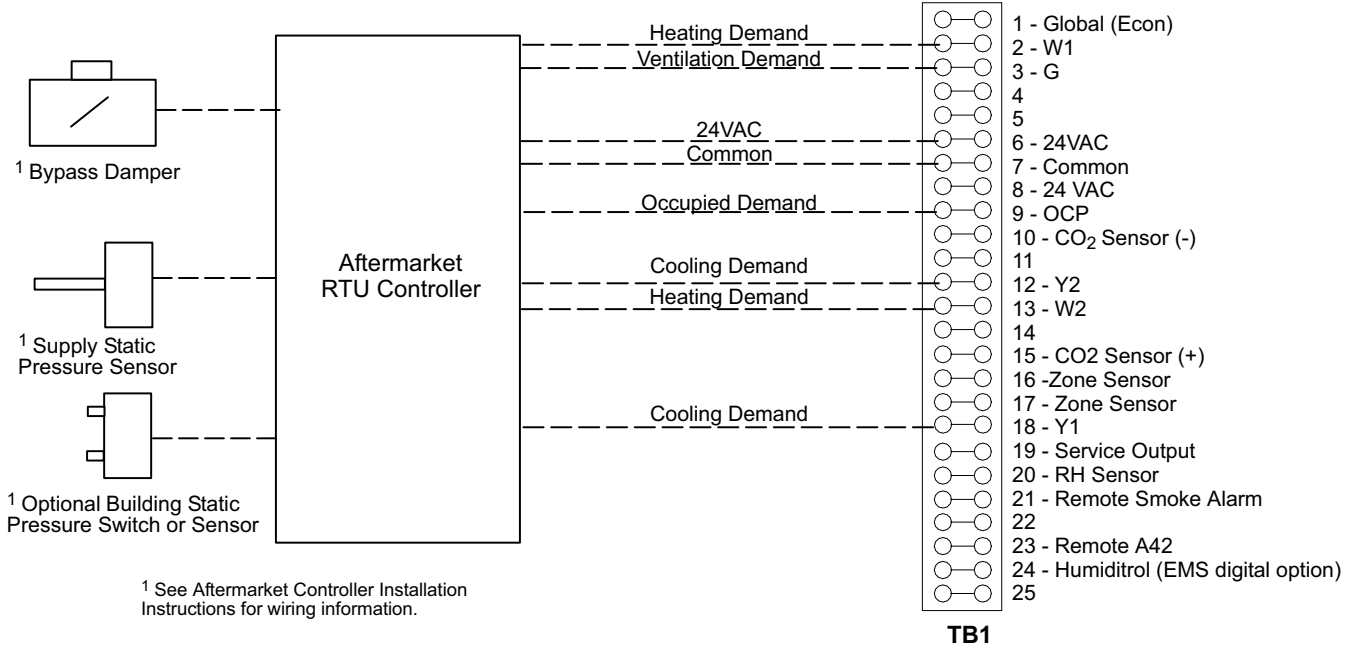 1 Bypass Damper
1 Supply Static
Pressure Sensor
1 Optional Building Static
Pressure Switch or Sensor
Aftermarket
RTU Controller
1 See Aftermarket Controller Installation
Instructions for wiring information.
Heating Demand
Ventilation Demand
24VAC
Common
Occupied Demand
Cooling Demand
Heating Demand
Cooling Demand
1 - Global (Econ)
2 - W1
3 - G
4
5
6 - 24VAC
7 - Common
8 - 24 VAC
9 - OCP
10 - CO2 Sensor (-)
11
12 - Y2
13 - W2
14
15 - CO2 Sensor (+)
16 -Zone Sensor
17 - Zone Sensor
18 - Y1
19 - Service Output
20 - RH Sensor
21 - Remote Smoke Alarm
22
23 - Remote A42
24 - Humiditrol (EMS digital option)
25
TB1